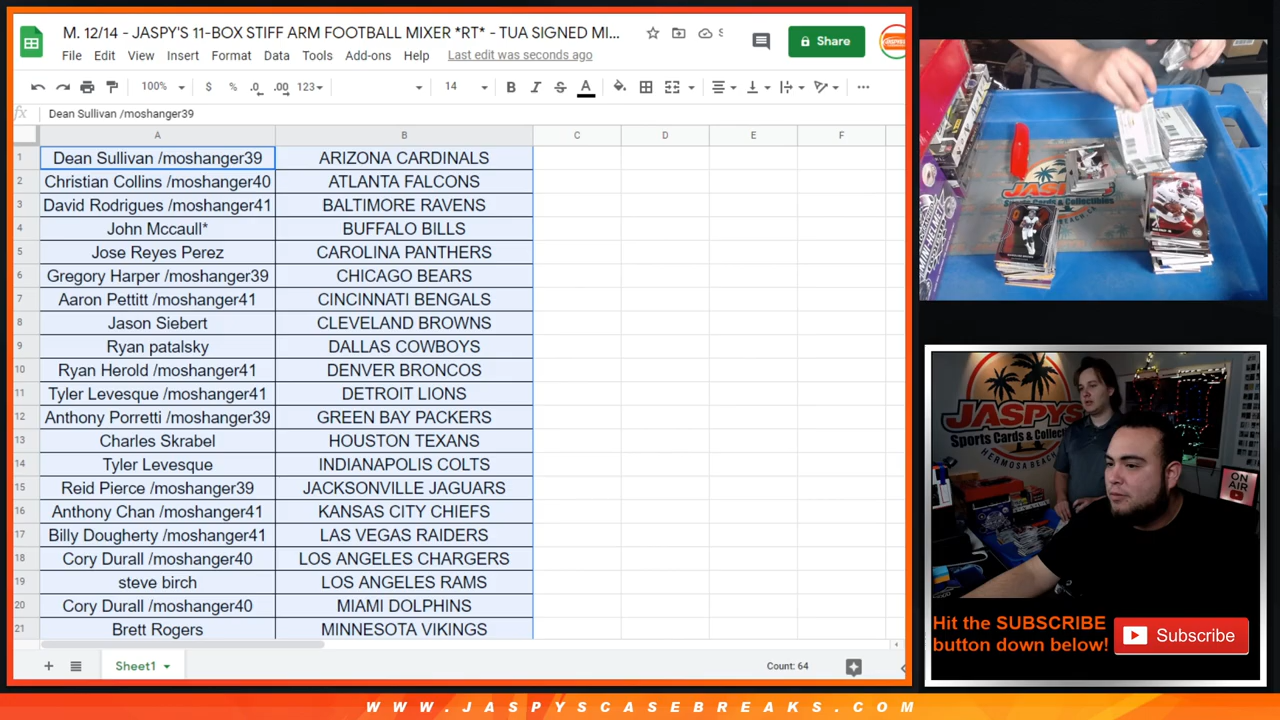 M. 12/14 - JASPY'S 11-BOX STIFF ARM FOOTBALL MIXER *RT* - TUA SIGNED MI...
Share
File Edit View Insert Format Data Tools Add-ons Help Last edit was seconds ago
100% $ % .0 .00 123 14 B I S A
fx Dean Sullivan /moshanger39
A B C D E F
1 Dean Sullivan /moshanger39 ARIZONA CARDINALS
2 Christian Collins /moshanger40 ATLANTA FALCONS
3 David Rodrigues /moshanger41 BALTIMORE RAVENS
4 John Mccaull* BUFFALO BILLS
5 Jose Reyes Perez CAROLINA PANTHERS
6 Gregory Harper /moshanger39 CHICAGO BEARS
7 Aaron Pettitt /moshanger41 CINCINNATI BENGALS
8 Jason Siebert CLEVELAND BROWNS
9 Ryan patalsky DALLAS COWBOYS
10 Ryan Herold /moshanger41 DENVER BRONCOS
11 Tyler Levesque /moshanger41 DETROIT LIONS
12 Anthony Porretti /moshanger39 GREEN BAY PACKERS
13 Charles Skrabel HOUSTON TEXANS
14 Tyler Levesque INDIANAPOLIS COLTS
15 Reid Pierce /moshanger39 JACKSONVILLE JAGUARS
16 Anthony Chan /moshanger41 KANSAS CITY CHIEFS
17 Billy Dougherty /moshanger41 LAS VEGAS RAIDERS
18 Cory Durall /moshanger40 LOS ANGELES CHARGERS
19 steve birch LOS ANGELES RAMS
20 Cory Durall /moshanger40 MIAMI DOLPHINS
21 Brett Rogers MINNESOTA VIKINGS
Sheet1
Count: 64
JASPY'S
Sports Cards & Collectibles
JASPYS
Sports Cards & Collecti
HERMOSA BEACH
ON AIR
Hit the SUBSCRIBE
button down below!
Subscribe
WWW.JASPYSCASEBREAKS.COM